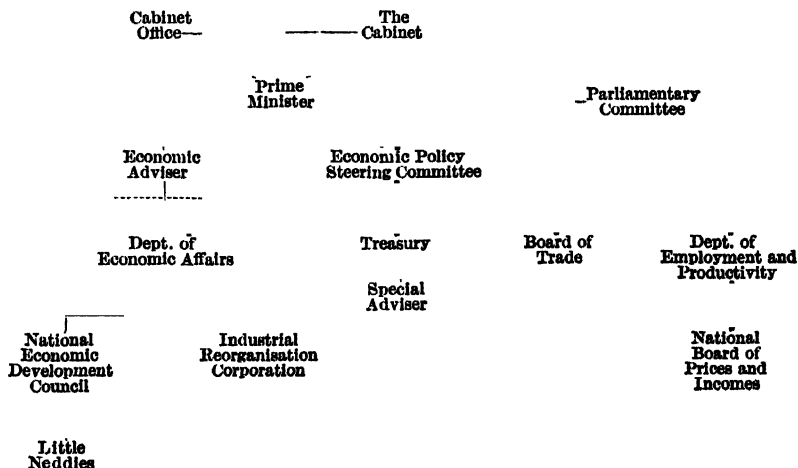 Cabinet
Office
The
Cabinet
Prime
Minister
Parliamentary
Committee
Economic
Adviser
Economic Policy
Steering Committee
Dept. of
Economic Affairs
Treasury
Board of
Trade
Dept. of
Employment and
Productivity
Special
Adviser
National
Economic
Development
Council
Industrial
Reorganisation
Corporation
National
Board of
Prices and
Incomes
Little
Neddies